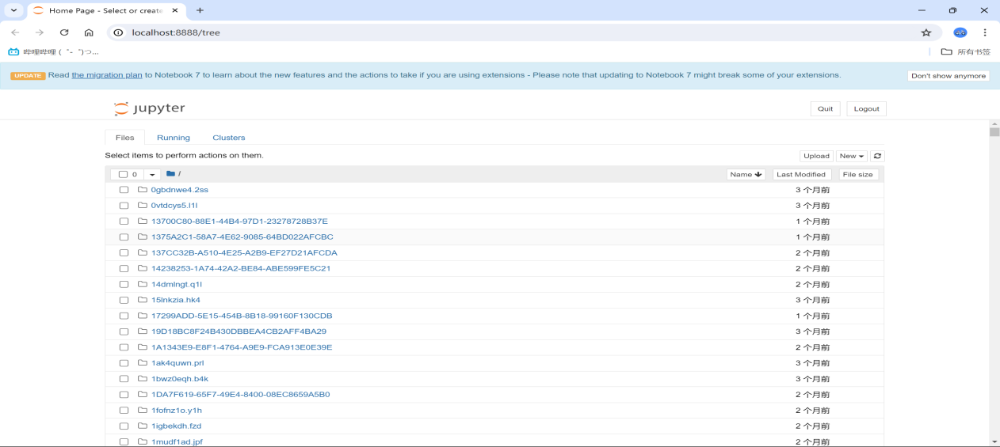 Home Page - Select or create
localhost:8888/tree
哔哩哔哩 ( ゜- ゜)つ...
所有书签
UPDATE Read the migration plan to Notebook 7 to learn about the new features and the actions to take if you are using extensions - Please note that updating to Notebook 7 might break some of your extensions. Don't show anymore
jupyter Quit Logout
Files Running Clusters
Select items to perform actions on them. Upload New
0 / Name Last Modified File size
0gbdnwe4.2ss 3 个月前
0vtdcys5.l1l 3 个月前
13700C80-88E1-44B4-97D1-23278728B37E 1 个月前
1375A2C1-58A7-4E62-9085-64BD022AFCBC 1 个月前
137CC32B-A510-4E25-A2B9-EF27D21AFCDA 2 个月前
14238253-1A74-42A2-BE84-ABE599FE5C21 2 个月前
14dmlngt.q1l 2 个月前
15lnkzia.hk4 3 个月前
17299ADD-5E15-454B-8B18-99160F130CDB 1 个月前
19D18BC8F24B430DBBEA4CB2AFF4BA29 3 个月前
1A1343E9-E8F1-4764-A9E9-FCA913E0E39E 2 个月前
1ak4quwn.prl 3 个月前
1bwz0eqh.b4k 3 个月前
1DA7F619-65F7-49E4-8400-08EC8659A5B0 2 个月前
1fofnz1o.y1h 2 个月前
1igbekdh.fzd 2 个月前
1mudf1ad.jpf 2 个月前